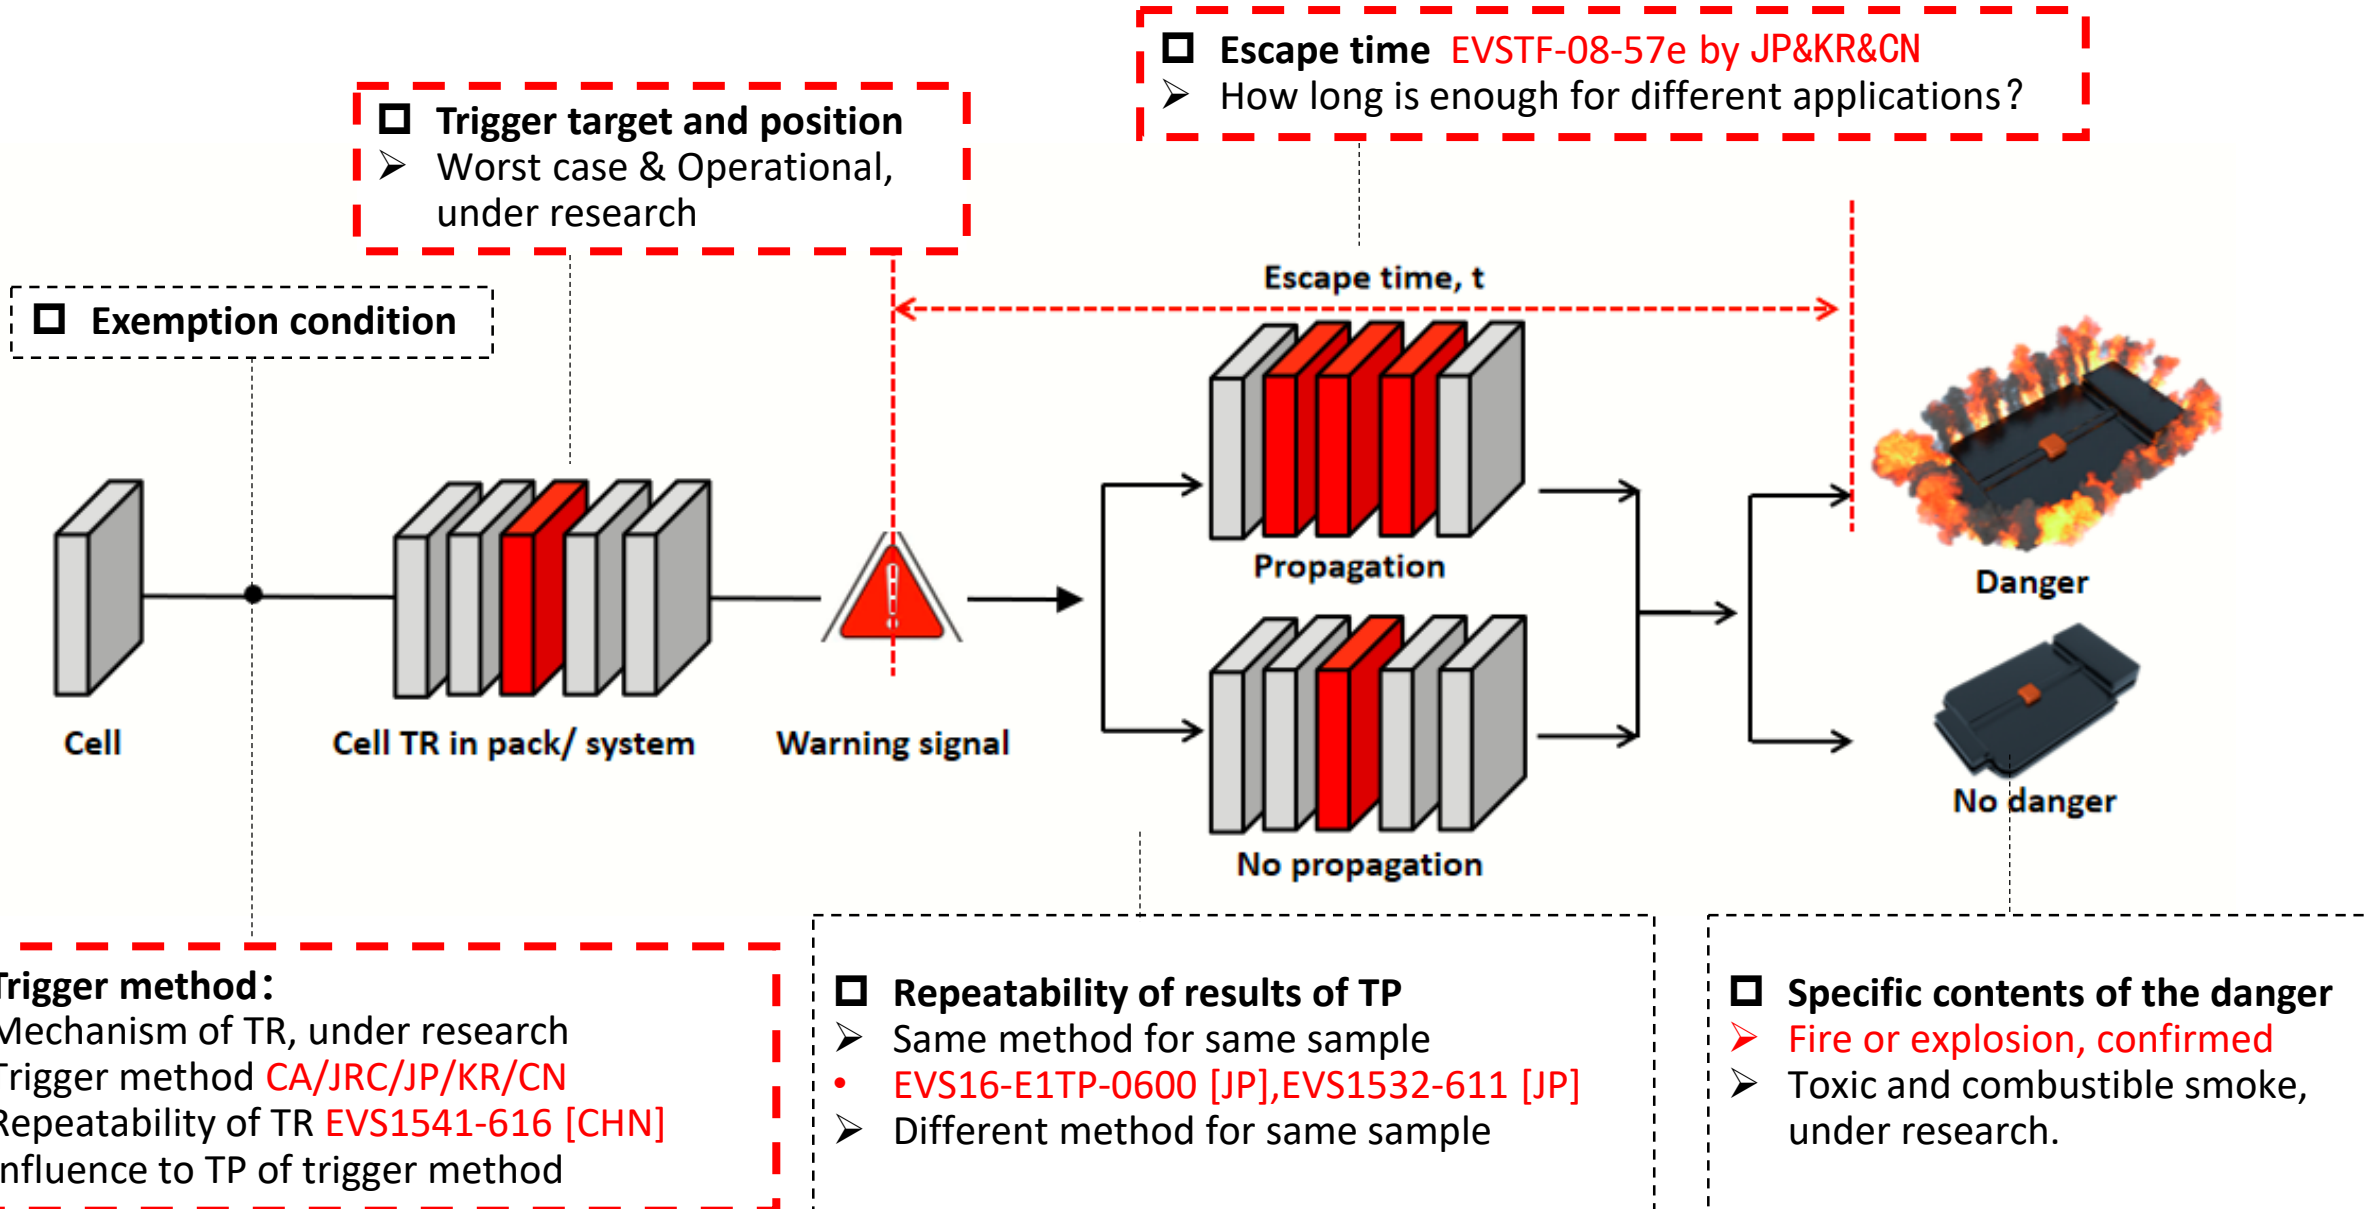 Escape time EVSTF-08-57e by JP&KR&CN
How long is enough for different applications?
Trigger target and position
Worst case & Operational,
under research
Exemption condition
Escape time, t
Propagation
Danger
Cell
Cell TR in pack/ system
Warning signal
No propagation
No danger
Trigger method:
Mechanism of TR, under research
Trigger method CA/JRC/JP/KR/CN
Repeatability of TR EVS1541-616 [CHN]
Influence to TP of trigger method
Repeatability of results of TP
Same method for same sample
EVS16-E1TP-0600 [JP],EVS1532-611 [JP]
Different method for same sample
Specific contents of the danger
Fire or explosion, confirmed
Toxic and combustible smoke,
under research.